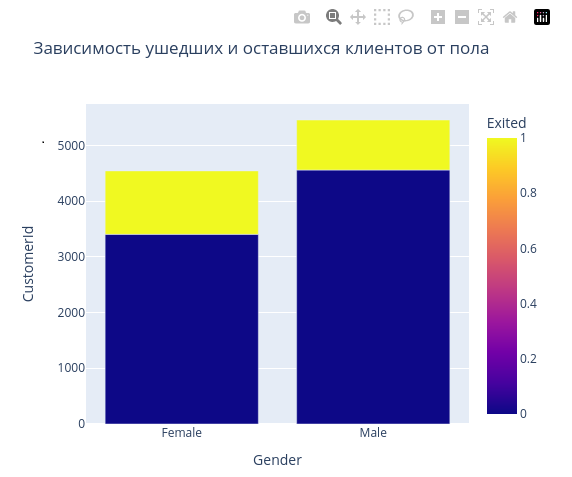 Зависимость ушедших и оставшихся клиентов от пола
Exited
1
0.8
0.6
0.4
0.2
0
CustomerId
5000
4000
3000
2000
1000
0
Female
Male
Gender